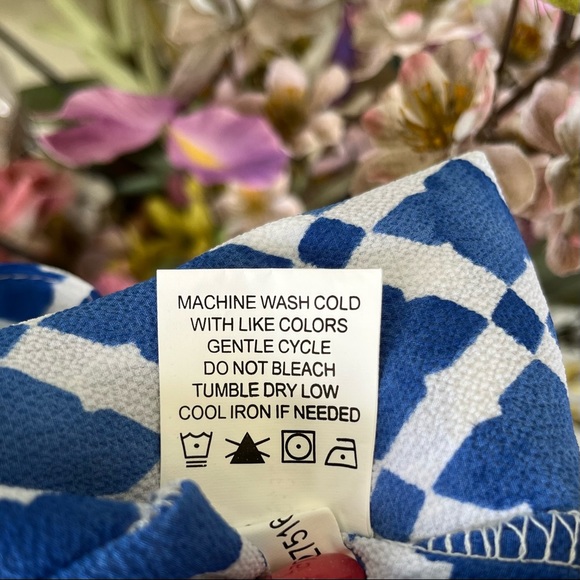 MACHINE WASH COLD
WITH LIKE COLORS
GENTLE CYCLE
DO NOT BLEACH
TUMBLE DRY LOW
COOL IRON IF NEEDED